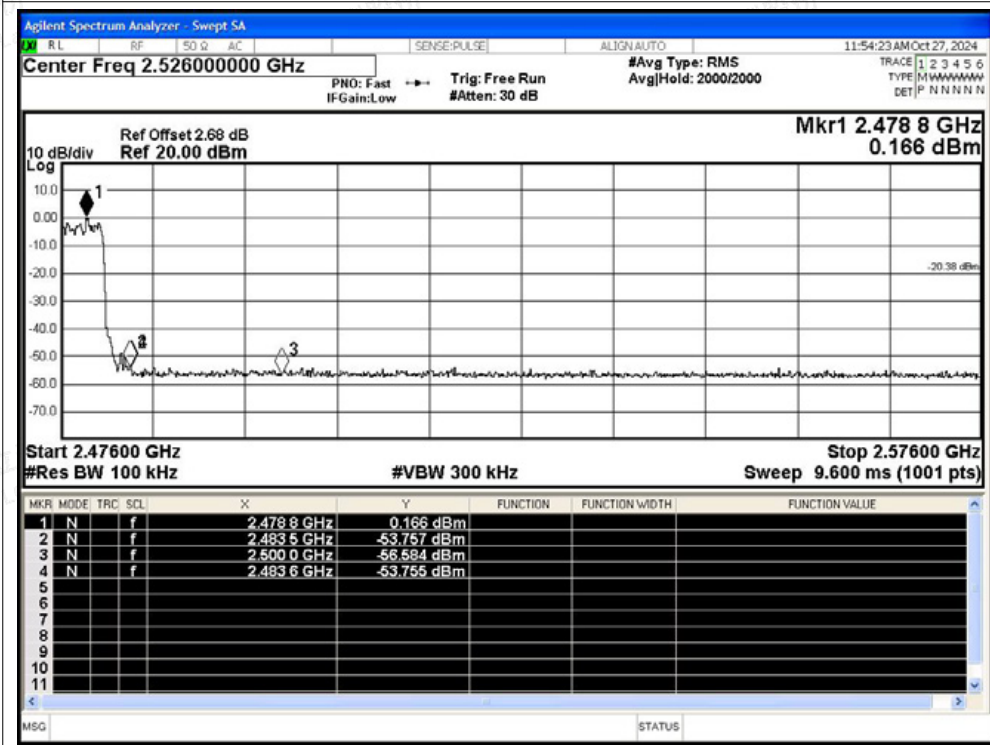 Agilent Spectrum Analyzer - Swept SA
LXI RL RF 50 Ω AC SENSE:PULSE ALIGN AUTO 11:54:23 AM Oct 27, 2024
Center Freq 2.526000000 GHz #Avg Type: RMS TRACE 1 2 3 4 5 6
PNO: Fast Trig: Free Run Avg|Hold: 2000/2000 TYPE M WWWWW
IFGain:Low #Atten: 30 dB DET P N N N N N
Mkr1 2.478 8 GHz
Ref Offset 2.68 dB
10 dB/div Ref 20.00 dBm 0.166 dBm
Log
10.0
1
0.00
-10.0
-20.0 -20.38 dBm
-30.0
-40.0
-50.0 3
-60.0
-70.0
Start 2.47600 GHz Stop 2.57600 GHz
#Res BW 100 kHz #VBW 300 kHz Sweep 9.600 ms (1001 pts)
MKR MODE TRC SCL X Y FUNCTION FUNCTION WIDTH FUNCTION VALUE
1 N f 2.478 8 GHz 0.166 dBm
2 N f 2.483 5 GHz -53.757 dBm
3 N f 2.500 0 GHz -56.584 dBm
4 N f 2.483 6 GHz -53.755 dBm
5
6
7
8
9
10
11
MSG STATUS